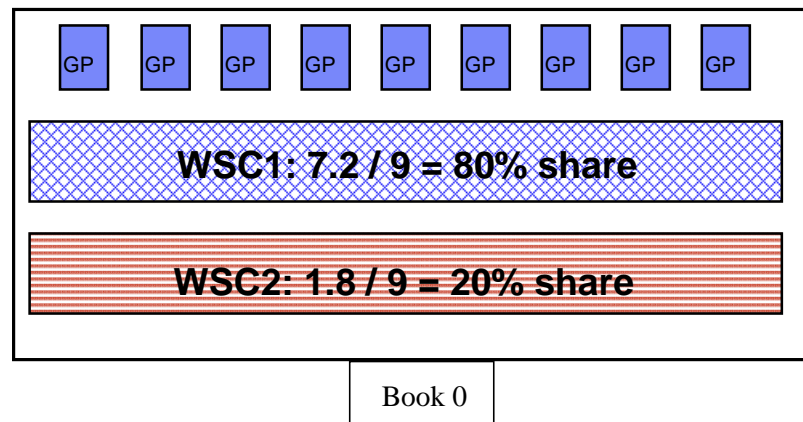 GP GP GP GP GP GP GP GP GP
WSC1: 7.2 / 9 = 80% share
WSC2: 1.8 / 9 = 20% share
Book 0